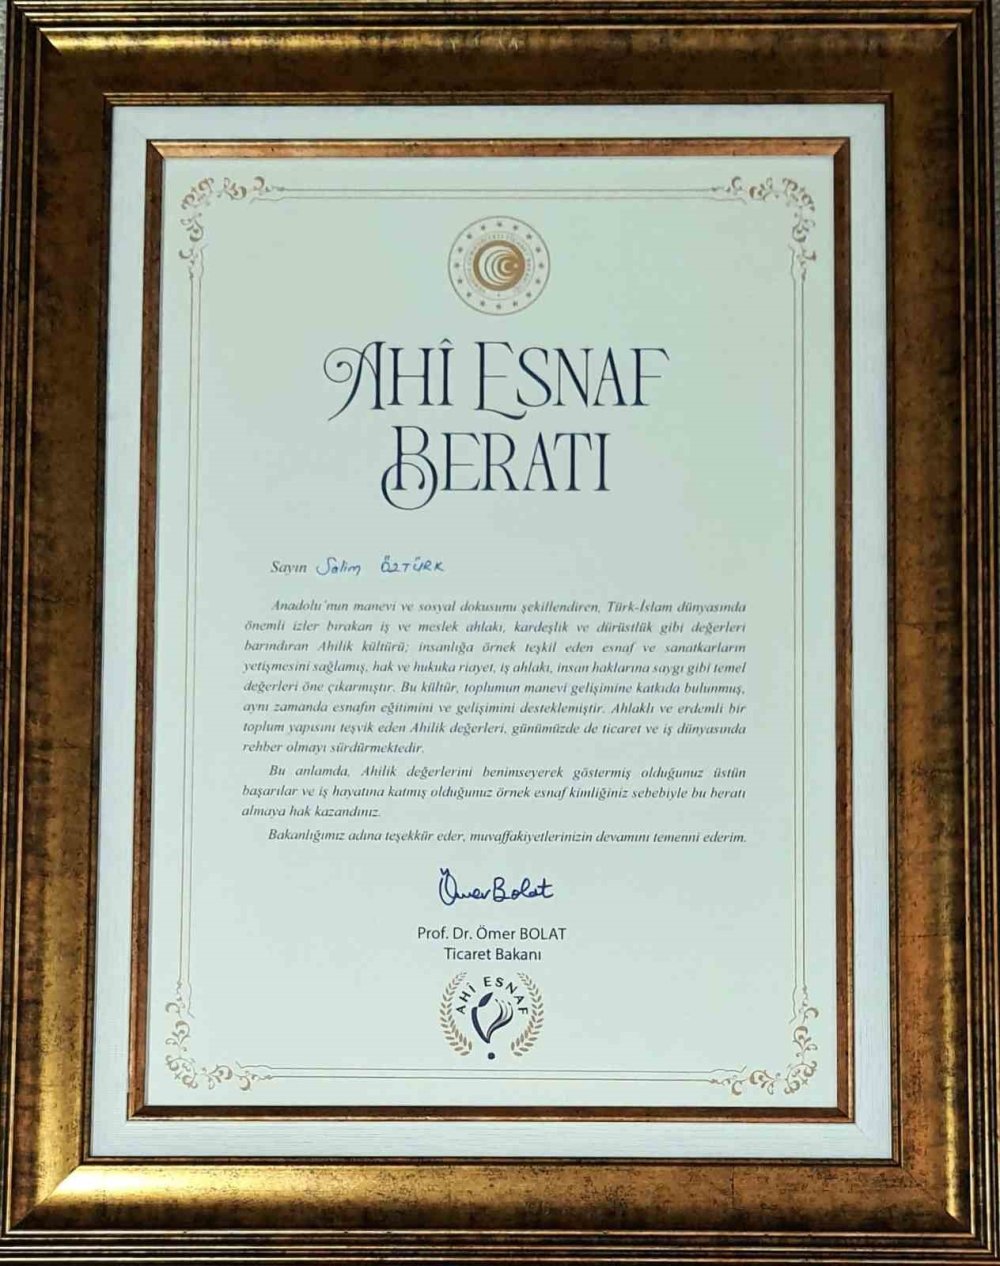 AHÎ ESNAF
BERATI
Sayın Salim ÖZTÜRK
Anadolu'nun manevi ve sosyal dokusunu şekillendiren, Türk-İslam dünyasında
önemli izler bırakan iş ve meslek ahlakı, kardeşlik ve dürüstlük gibi değerleri
barındıran Ahilik kültürü; insanlığa örnek teşkil eden esnaf ve sanatkarların
yetişmesini sağlamış, hak ve hukuka riayet, iş ahlakı, insan haklarına saygı gibi temel
değerleri öne çıkarmıştır. Bu kültür, toplumun manevi gelişimine katkıda bulunmuş,
aynı zamanda esnafın eğitimini ve gelişimini desteklemiştir. Ahlaklı ve erdemli bir
toplum yapısını teşvik eden Ahilik değerleri, günümüzde de ticaret ve iş dünyasında
rehber olmayı sürdürmektedir.
Bu anlamda, Ahilik değerlerini benimseyerek göstermiş olduğunuz üstün
başarılar ve iş hayatına katmış olduğunuz örnek esnaf kimliğiniz sebebiyle bu beratı
almaya hak kazandınız.
Bakanlığımız adına teşekkür eder, muvaffakiyetlerinizin devamını temenni ederim.
Ömer Bolat
Prof. Dr. Ömer BOLAT
Ticaret Bakanı
AHİ ESNAF